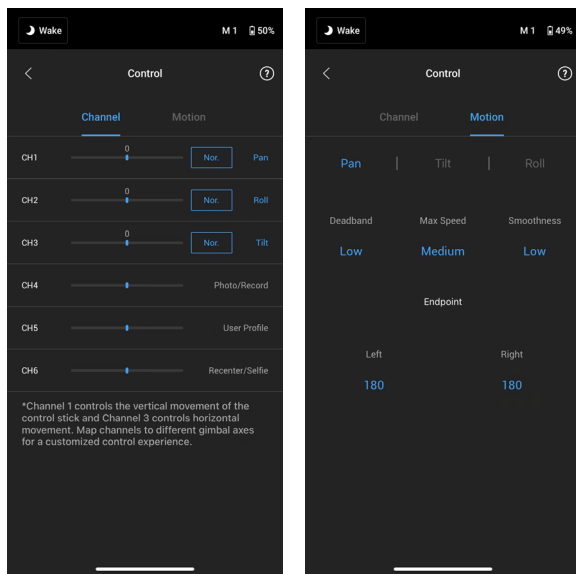 Wake M 1 50%
Control ?
Channel Motion
0
CH1 Nor. Pan
0
CH2 Nor. Roll
0
CH3 Nor. Tilt
CH4 Photo/Record
CH5 User Profile
CH6 Recenter/Selfie
*Channel 1 controls the vertical movement of the
control stick and Channel 3 controls horizontal
movement. Map channels to different gimbal axes
for a customized control experience.
Wake M 1 49%
Control ?
Channel Motion
Pan | Tilt | Roll
Deadband Max Speed Smoothness
Low Medium Low
Endpoint
Left Right
180 180